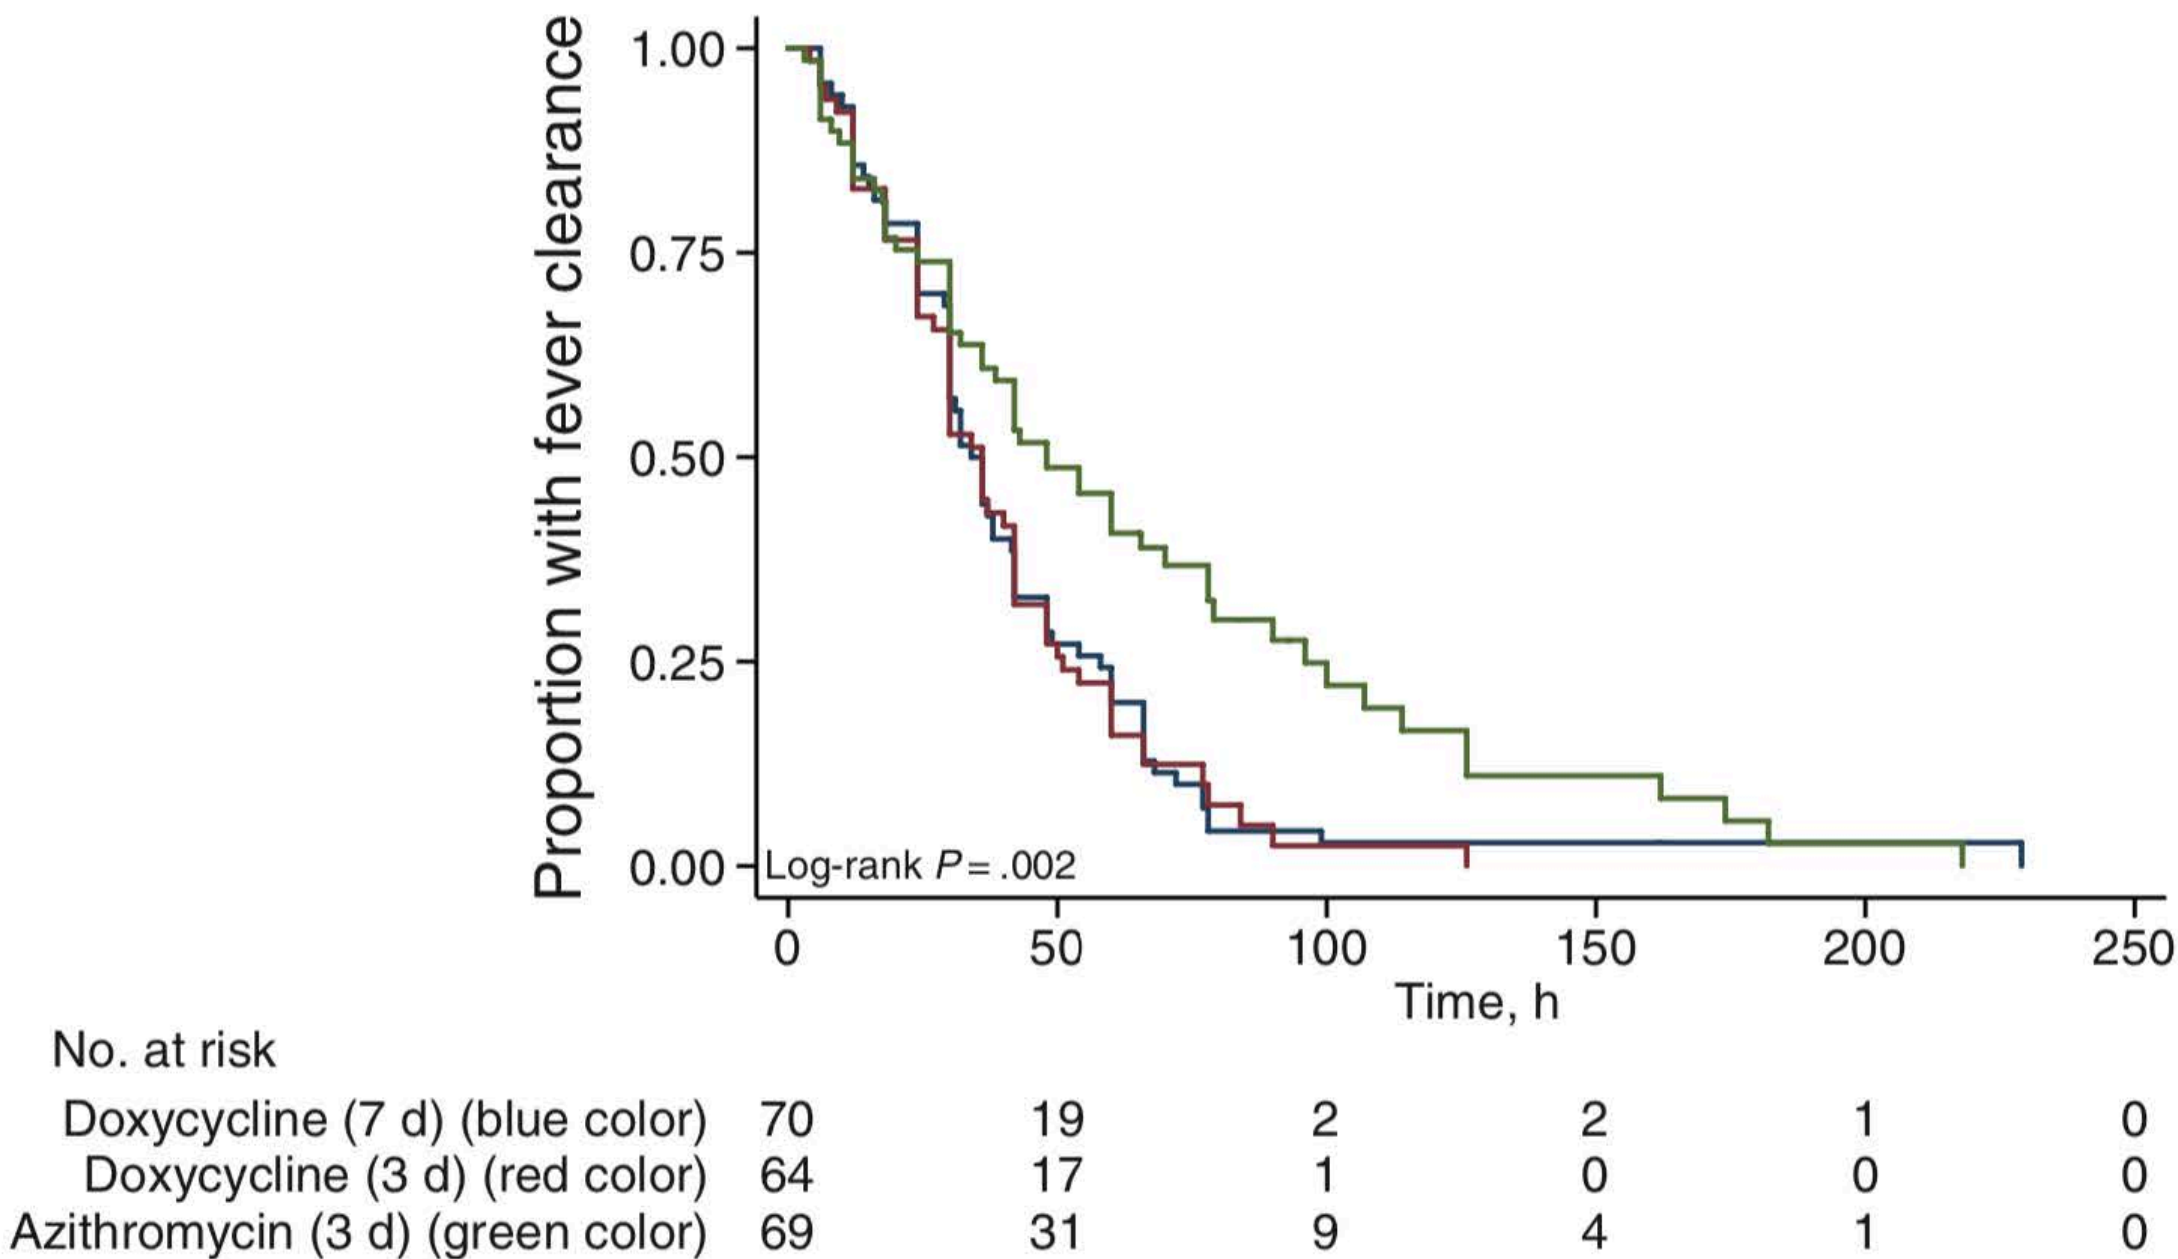 Proportion with fever clearance
1.00
0.75
0.50
0.25
0.00
Log-rank P = .002
0 50 100 150 200 250
Time, h
No. at risk
Doxycycline (7 d) (blue color) 70 19 2 2 1 0
Doxycycline (3 d) (red color) 64 17 1 0 0 0
Azithromycin (3 d) (green color) 69 31 9 4 1 0